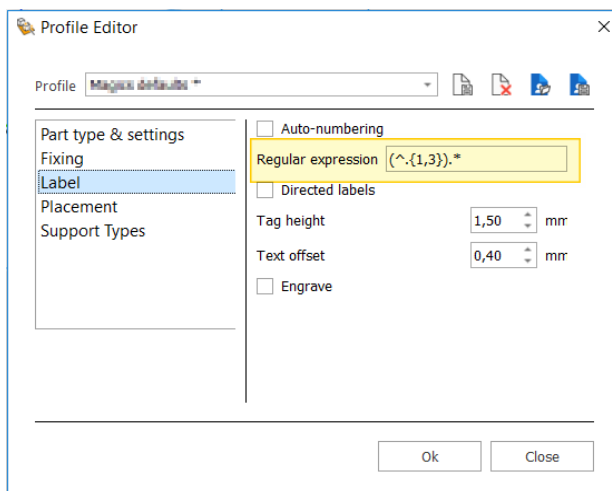 Profile Editor
Profile
Part type & settings
Fixing
Label
Placement
Support Types
Auto-numbering
Regular expression (^.{1,3}).*
Directed labels
Tag height 1,50 mm
Text offset 0,40 mm
Engrave
Ok Close